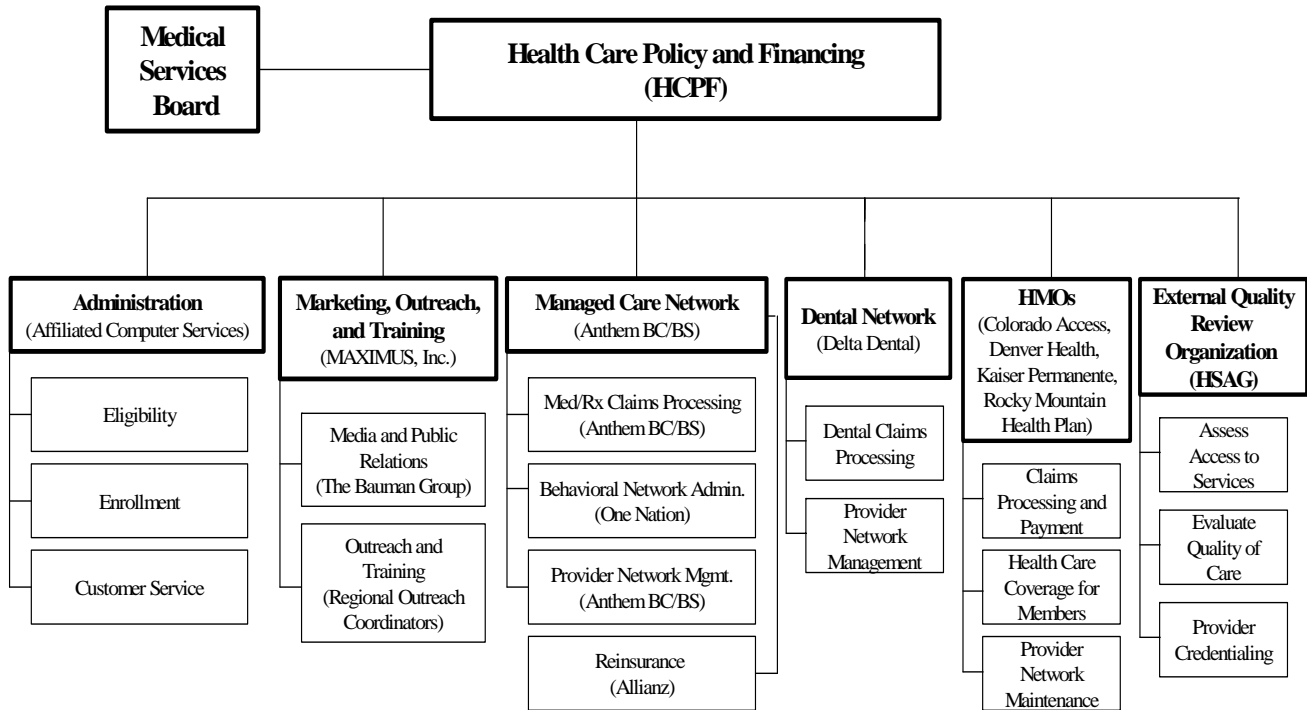 Medical
Services
Board
Health Care Policy and Financing
(HCPF)
Administration
(Affiliated Computer Services)
Eligibility
Enrollment
Customer Service
Marketing, Outreach,
and Training
(MAXIMUS, Inc.)
Media and Public
Relations
(The Bauman Group)
Outreach and
Training
(Regional Outreach
Coordinators)
Managed Care Network
(Anthem BC/BS)
Med/Rx Claims Processing
(Anthem BC/BS)
Behavioral Network Admin.
(One Nation)
Provider Network Mgmt.
(Anthem BC/BS)
Reinsurance
(Allianz)
Dental Network
(Delta Dental)
Dental Claims
Processing
Provider
Network
Management
HMOs
(Colorado Access,
Denver Health,
Kaiser Permanente,
Rocky Mountain
Health Plan)
Claims
Processing and
Payment
Health Care
Coverage for
Members
Provider
Network
Maintenance
External Quality
Review
Organization
(HSAG)
Assess
Access to
Services
Evaluate
Quality of
Care
Provider
Credentialing